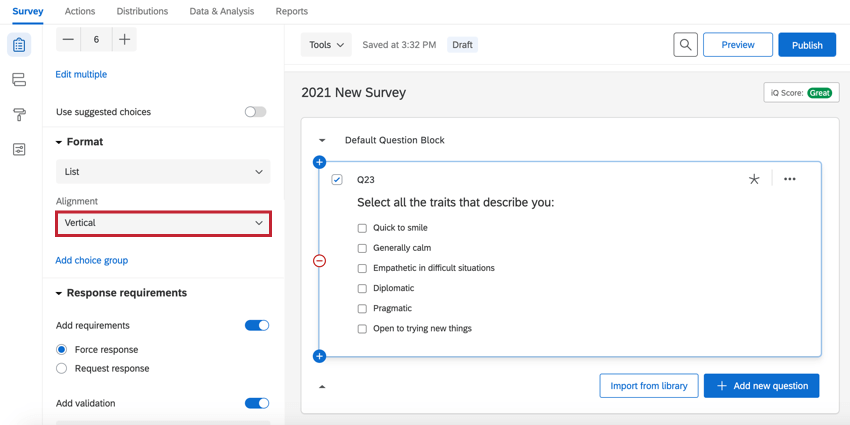 Survey Actions Distributions Data & Analysis Reports
6
Edit multiple
Use suggested choices
Format
List
Alignment
Vertical
Add choice group
Response requirements
Add requirements
Force response
Request response
Add validation
Tools Saved at 3:32 PM Draft Preview Publish
2021 New Survey iQ Score: Great
Default Question Block
Q23
Select all the traits that describe you:
Quick to smile
Generally calm
Empathetic in difficult situations
Diplomatic
Pragmatic
Open to trying new things
Import from library Add new question